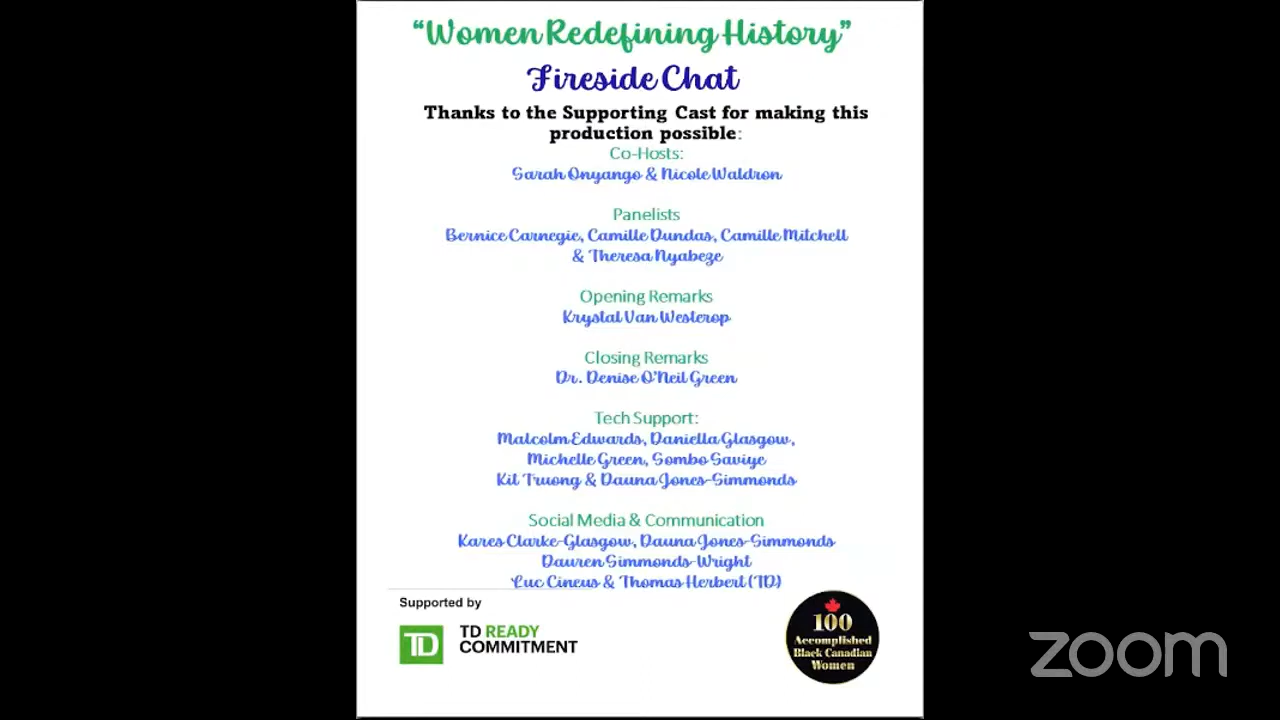 “Women Redefining History”
Fireside Chat
Thanks to the Supporting Cast for making this
production possible:
Co-Hosts:
Sarah Onyango & Nicole Waldron
Panelists
Bernice Carnegie, Camille Dundas, Camille Mitchell
& Theresa Nyabeze
Opening Remarks
Krystal Van Westerop
Closing Remarks
Dr. Denise O'Neil Green
Tech Support:
Malcolm Edwards, Daniella Glasgow,
Michelle Green, Sombo Saviye
Kit Truong & Dauna Jones-Simmonds
Social Media & Communication
Kares Clarke-Glasgow, Dauna Jones-Simmonds
Dauren Simmonds-Wright
Luc Cineus & Thomas Herbert (TD)
Supported by
TD
TD READY
COMMITMENT
100
Accomplished
Black Canadian
Women
zoom